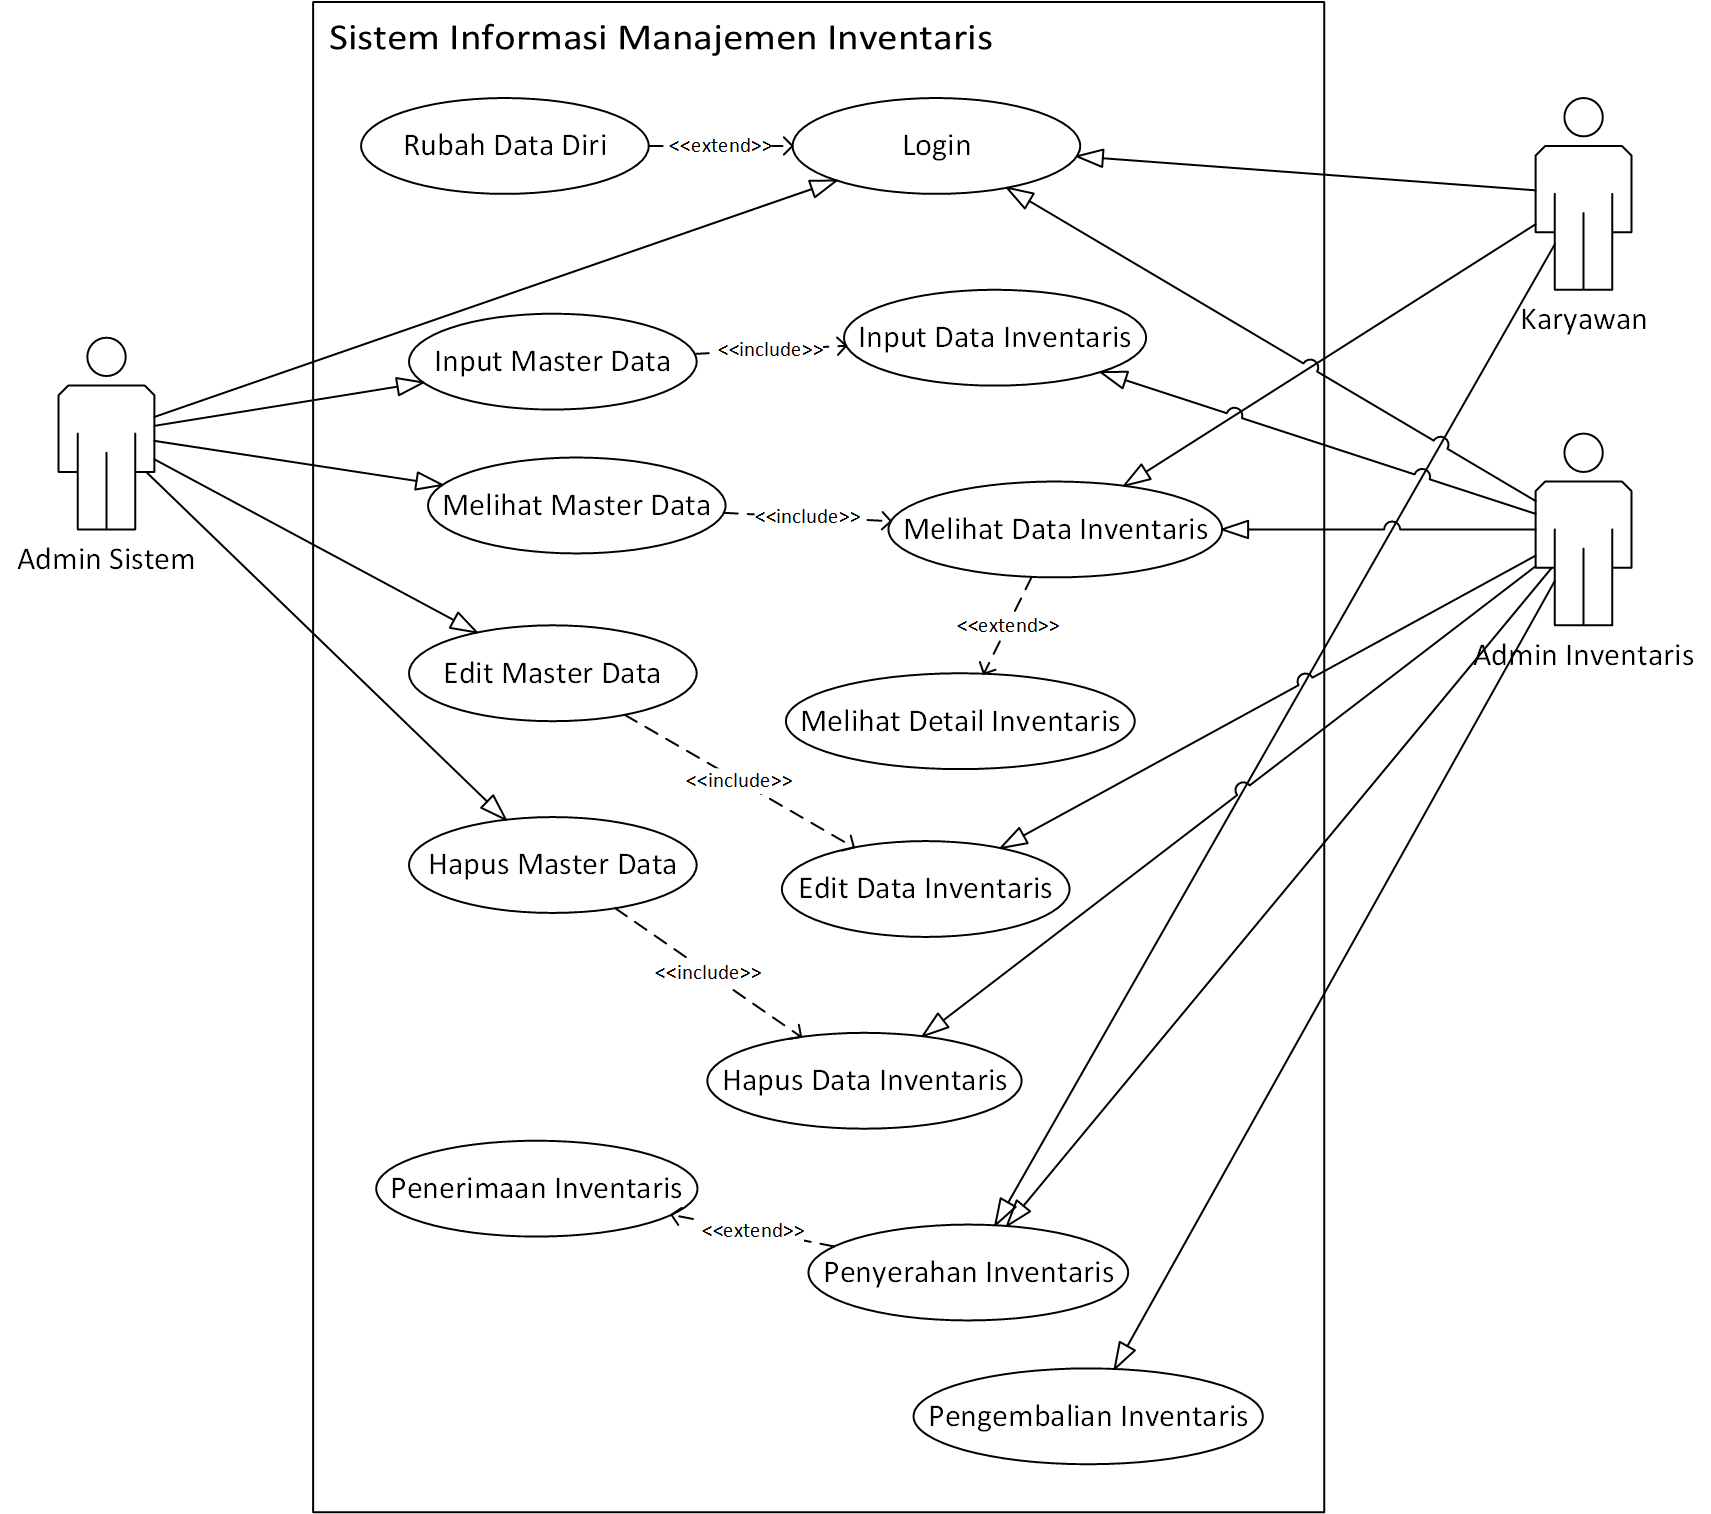 Sistem Informasi Manajemen Inventaris
Rubah Data Diri
<<extend>>
Login
Karyawan
Input Master Data
<<include>>
Input Data Inventaris
Admin Sistem
Melihat Master Data
<<include>>
Melihat Data Inventaris
<<extend>>
Admin Inventaris
Edit Master Data
Melihat Detail Inventaris
<<include>>
Hapus Master Data
Edit Data Inventaris
<<include>>
Hapus Data Inventaris
Penerimaan Inventaris
<<extend>>
Penyerahan Inventaris
Pengembalian Inventaris